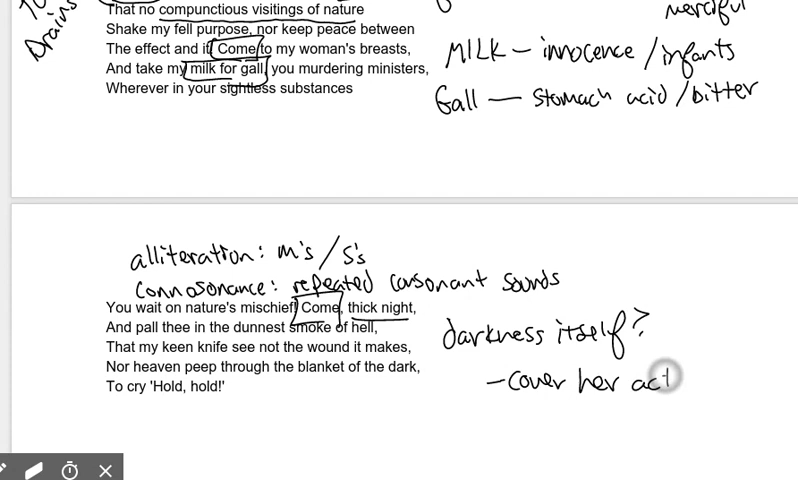 That no compunctious visitings of nature
merciful
Shake my fell purpose, nor keep peace between
Drains
The effect and it! Come to my woman's breasts,
MILK – innocence / infants
And take my milk for gall, you murdering ministers,
Wherever in your sightless substances
Gall — stomach acid / bitter
alliteration: m's / s's
Connosonance: repeated consonant sounds
You wait on nature's mischief! Come, thick night,
And pall thee in the dunnest smoke of hell,
darkness itself?
That my keen knife see not the wound it makes,
Nor heaven peep through the blanket of the dark,
– cover her act
To cry 'Hold, hold!'